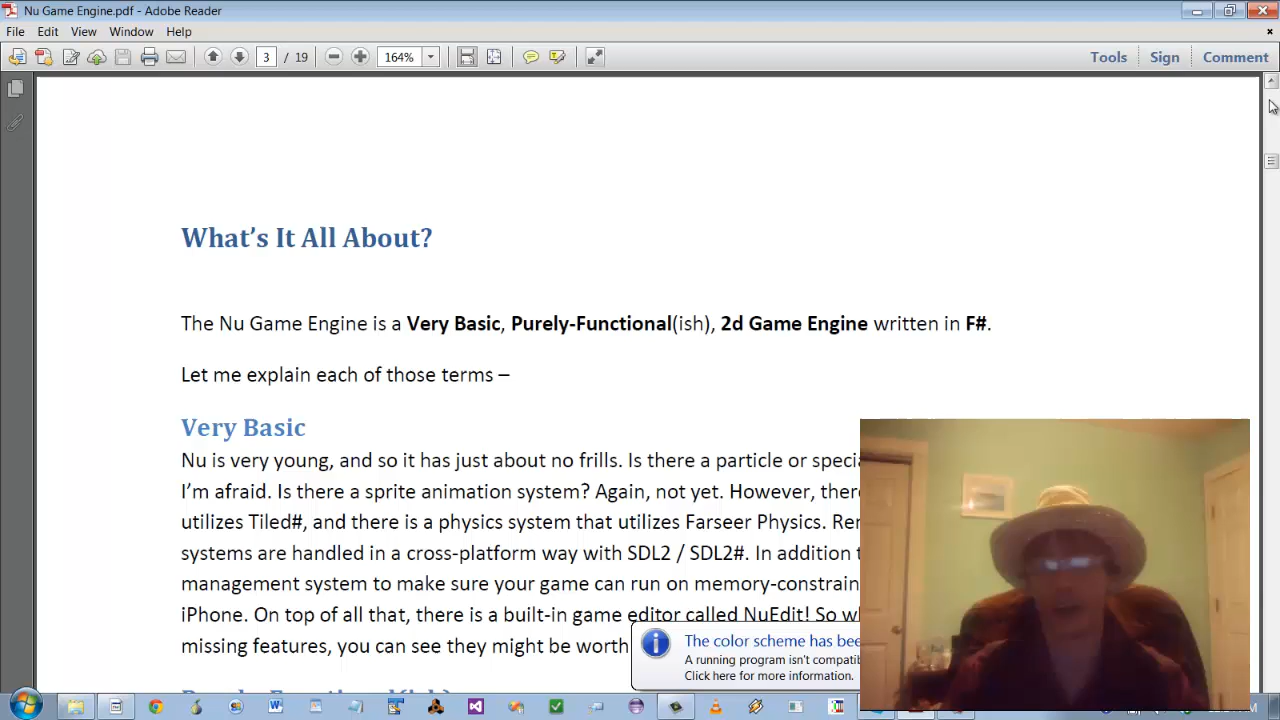 Nu Game Engine.pdf - Adobe Reader
File Edit View Window Help
3 / 19 164% Tools Sign Comment
What's It All About?
The Nu Game Engine is a Very Basic, Purely-Functional(ish), 2d Game Engine written in F#.
Let me explain each of those terms –
Very Basic
Nu is very young, and so it has just about no frills. Is there a particle or
I'm afraid. Is there a sprite animation system? Again, not yet. However,
utilizes Tiled#, and there is a physics system that utilizes Farseer Physics.
systems are handled in a cross-platform way with SDL2 / SDL2#. In addition
management system to make sure your game can run on
iPhone. On top of all that, there is a built-in game editor called NuEdit! So
missing features, you can see they might be worth
The color scheme has
A running program isn't
Click here for more information.